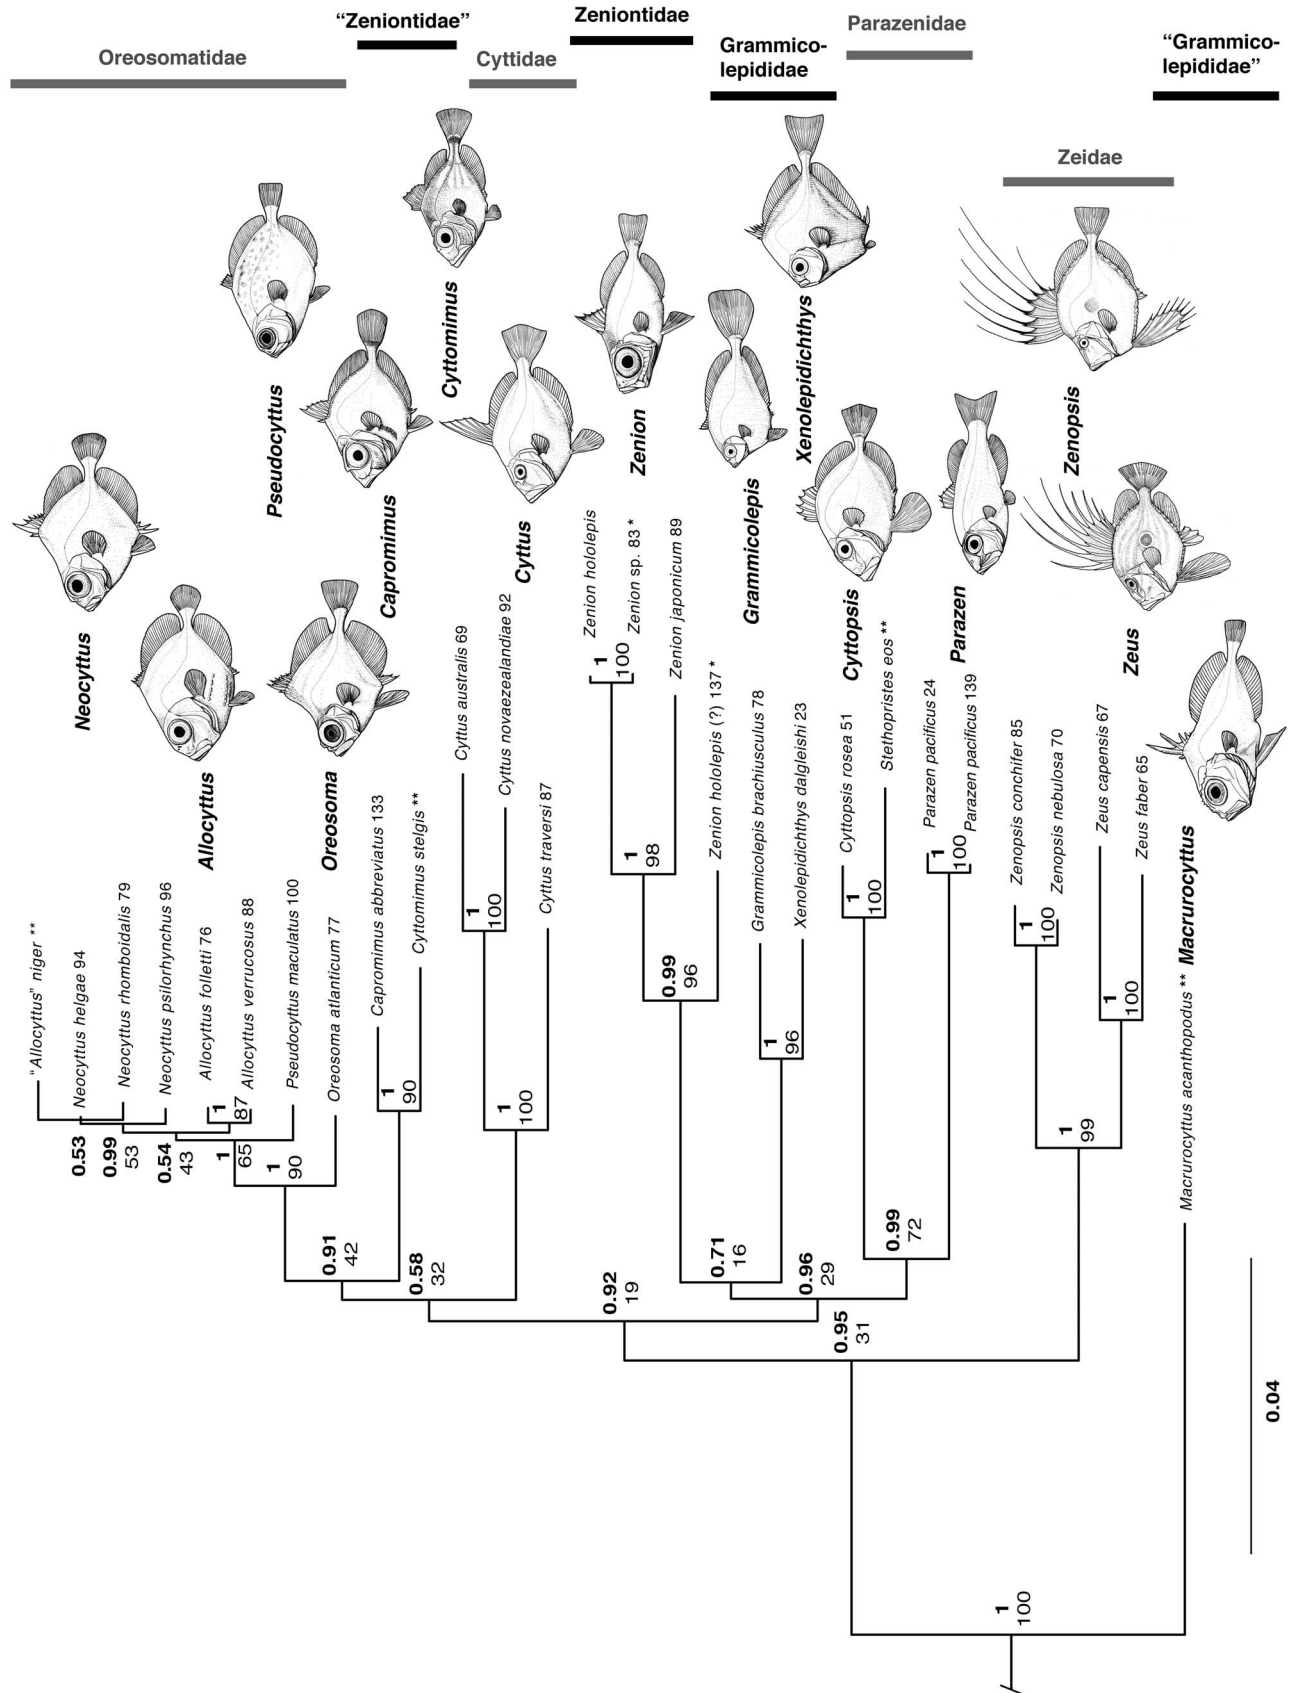 Oreosomatidae
“Zeniontidae”
Cyttidae
Zeniontidae
Grammico-
lepididae
Parazenidae
Zeidae
“Grammico-
lepididae”
Neocyttus
Allocyttus
Pseudocyttus
Oreosoma
Capromimus
Cyttomimus
Cyttus
Zenion
Grammicolepis
Xenolepidichthys
Cyttopsis
Parazen
Zenopsis
Zeus
Macrurocyttus
“Allocyttus” niger **
Neocyttus helgae 94
Neocyttus rhomboidalis 79
Neocyttus psilorhynchus 96
Allocyttus folletti 76
Allocyttus verrucosus 88
Pseudocyttus maculatus 100
Oreosoma atlanticum 77
Capromimus abbreviatus 133
Cyttomimus stelgis **
Cyttus australis 69
Cyttus novaezealandiae 92
Cyttus traversi 87
Zenion hololepis
Zenion sp. 83 *
Zenion japonicum 89
Zenion hololepis (?) 137 *
Grammicolepis brachiusculus 78
Xenolepidichthys dalgleishi 23
Cyttopsis rosea 51
Stethopristes eos **
Parazen pacificus 24
Parazen pacificus 139
Zenopsis conchifer 85
Zenopsis nebulosa 70
Zeus capensis 67
Zeus faber 65
Macrurocyttus acanthopodus **
0.53
0.99
53
0.54
43
1
87
1
65
1
90
0.91
42
1
90
0.58
32
1
100
1
100
0.92
19
1
100
1
98
0.99
96
0.71
16
1
96
0.96
29
1
100
0.99
72
1
100
0.95
31
1
100
1
99
1
100
1
100
0.04